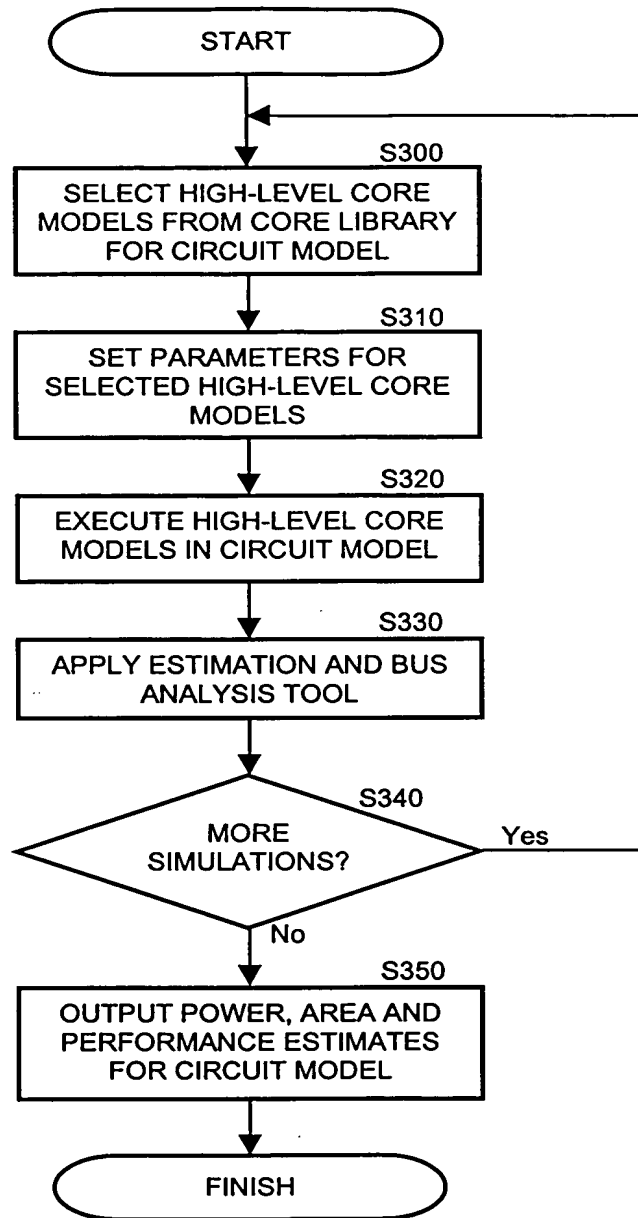 START
S300
SELECT HIGH-LEVEL CORE
MODELS FROM CORE LIBRARY
FOR CIRCUIT MODEL
S310
SET PARAMETERS FOR
SELECTED HIGH-LEVEL CORE
MODELS
S320
EXECUTE HIGH-LEVEL CORE
MODELS IN CIRCUIT MODEL
S330
APPLY ESTIMATION AND BUS
ANALYSIS TOOL
S340
MORE
SIMULATIONS?
Yes
No
S350
OUTPUT POWER, AREA AND
PERFORMANCE ESTIMATES
FOR CIRCUIT MODEL
FINISH